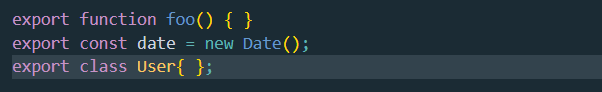 export function foo() { }
export const date = new Date();
export class User{ };